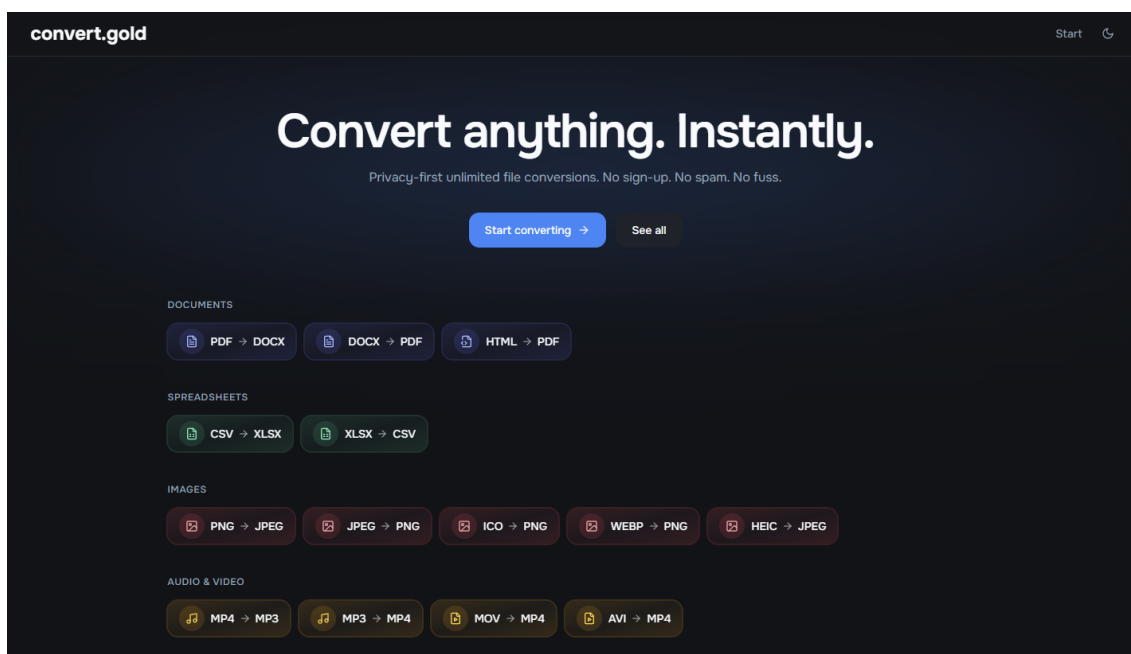 convert.gold
Start
Convert anything. Instantly.
Privacy-first unlimited file conversions. No sign-up. No spam. No fuss.
Start converting →
See all
DOCUMENTS
PDF → DOCX
DOCX → PDF
HTML → PDF
SPREADSHEETS
CSV → XLSX
XLSX → CSV
IMAGES
PNG → JPEG
JPEG → PNG
ICO → PNG
WEBP → PNG
HEIC → JPEG
AUDIO & VIDEO
MP4 → MP3
MP3 → MP4
MOV → MP4
AVI → MP4